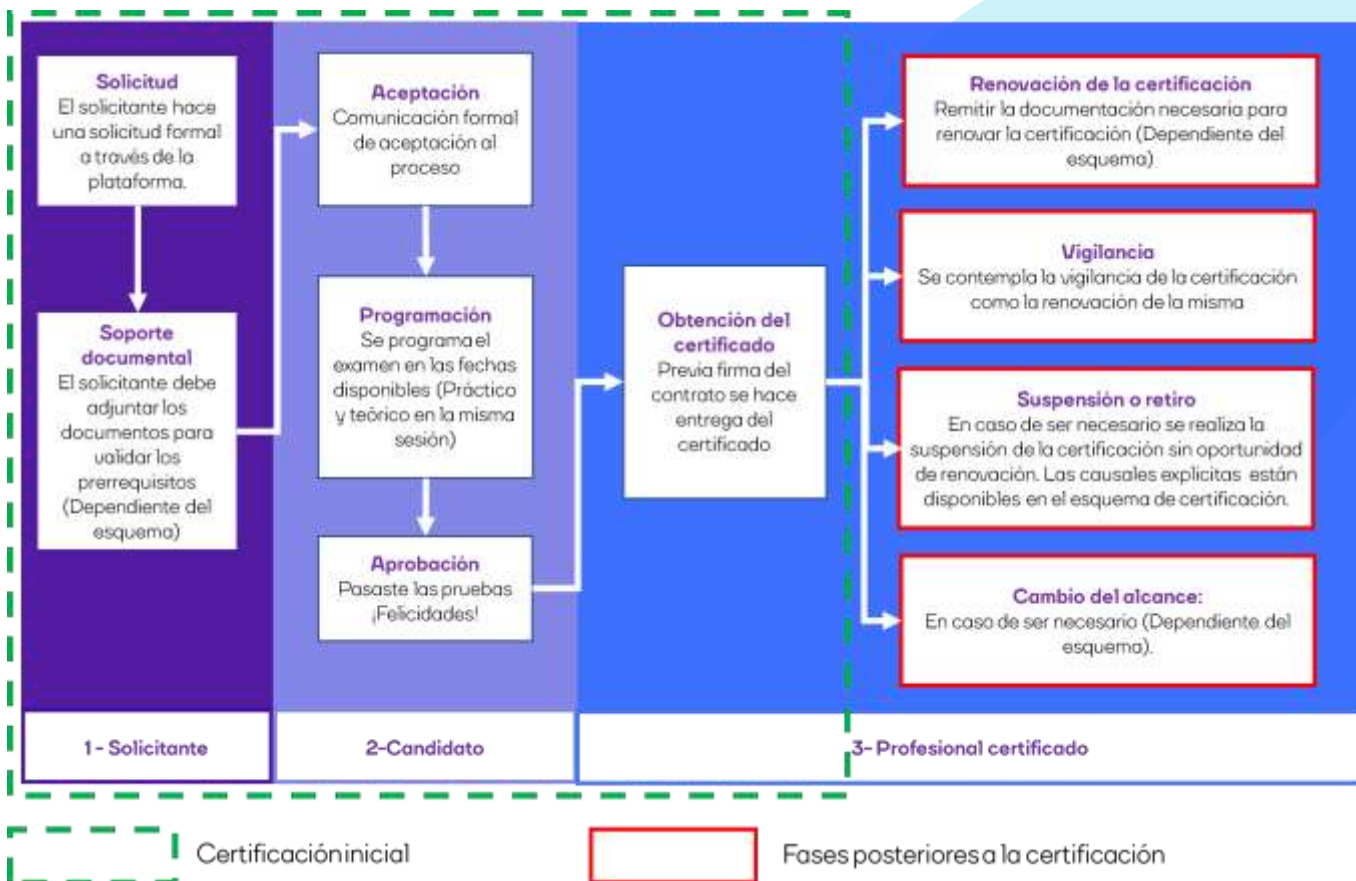 Solicitud
El solicitante hace
una solicitud formal
a través de la
plataforma.
Soporte
documental
El solicitante debe
adjuntar los
documentos para
validar los
prerrequisitos
(Dependiente del
esquema)
Aceptación
Comunicación formal
de aceptación al
proceso
Programación
Se programa el
examen en las fechas
disponibles (Práctico
y teórico en la misma
sesión)
Aprobación
Pasaste las pruebas
¡Felicidades!
Obtención del
certificado
Previa firma del
contrato se hace
entrega del
certificado
Renovación de la certificación
Remitir la documentación necesaria para
renovar la certificación (Dependiente del
esquema)
Vigilancia
Se contempla la vigilancia de la certificación
como la renovación de la misma
Suspensión o retiro
En caso de ser necesario se realiza la
suspensión de la certificación sin oportunidad
de renovación. Las causales explicitas están
disponibles en el esquema de certificación.
Cambio del alcance:
En caso de ser necesario (Dependiente del
esquema).
1 - Solicitante
2-Candidato
3- Profesional certificado
Certificación inicial
Fases posteriores a la certificación